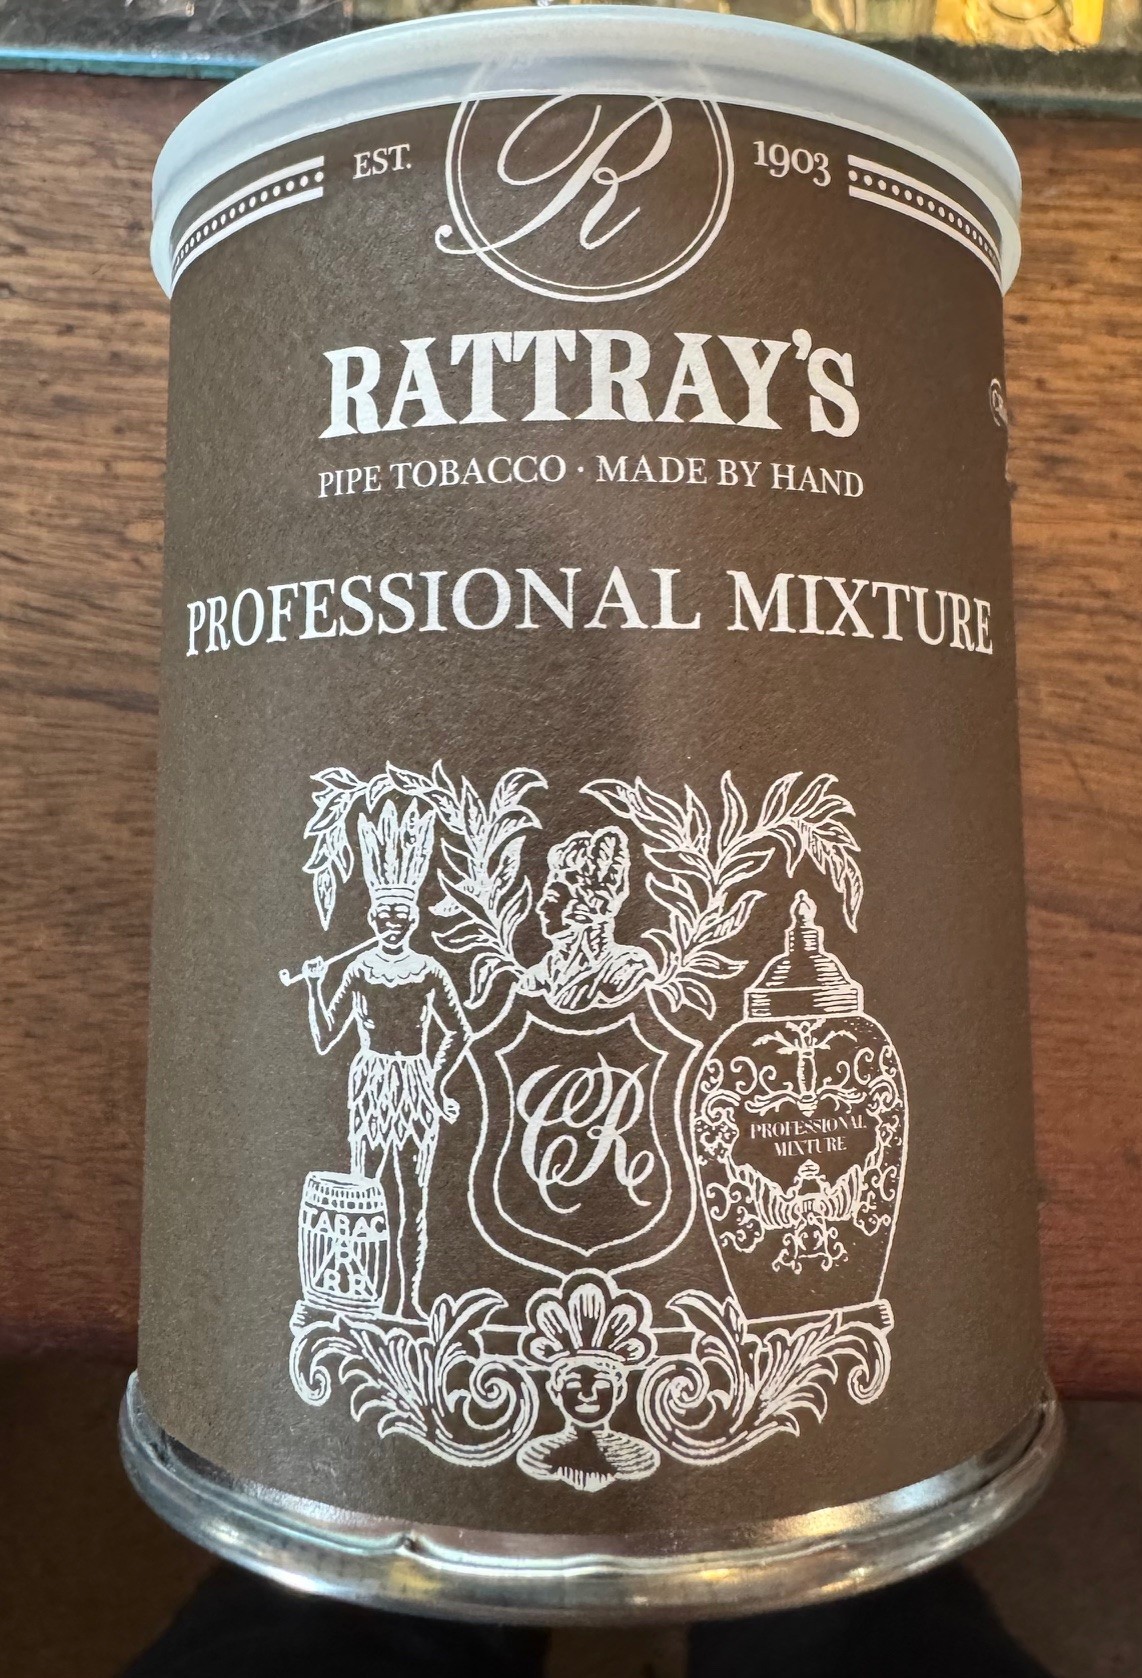 EST. R 1903
RATTRAY'S
PIPE TOBACCO · MADE BY HAND
PROFESSIONAL MIXTURE
CR
PROFESSIONAL
MIXTURE
TABAC
R
R R